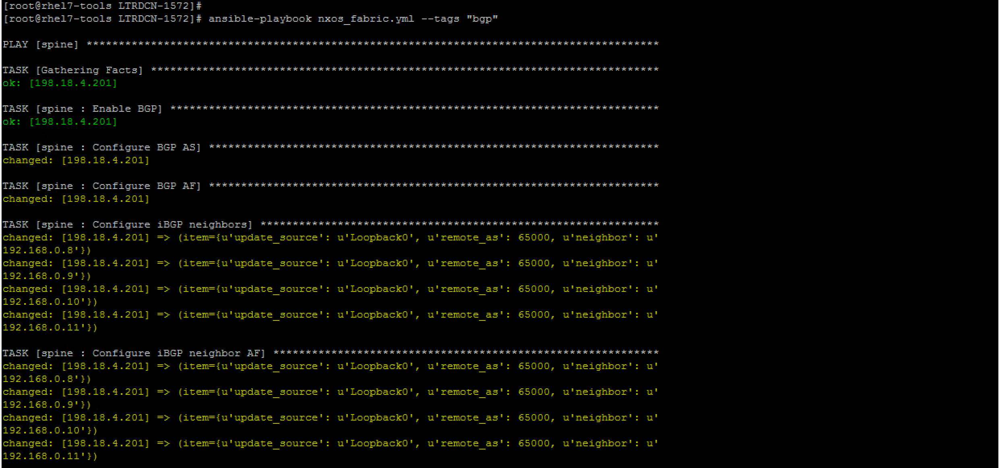 [root@rhel7-tools LTRDCN-1572]#
[root@rhel7-tools LTRDCN-1572]# ansible-playbook nxos_fabric.yml --tags "bgp"
PLAY [spine] *****************************************************************************************
TASK [Gathering Facts] *******************************************************************************
ok: [198.18.4.201]
TASK [spine : Enable BGP] ****************************************************************************
ok: [198.18.4.201]
TASK [spine : Configure BGP AS] **********************************************************************
changed: [198.18.4.201]
TASK [spine : Configure BGP AF] **********************************************************************
changed: [198.18.4.201]
TASK [spine : Configure iBGP neighbors] **************************************************************
changed: [198.18.4.201] => (item={u'update_source': u'Loopback0', u'remote_as': 65000, u'neighbor': u'
192.168.0.8'})
changed: [198.18.4.201] => (item={u'update_source': u'Loopback0', u'remote_as': 65000, u'neighbor': u'
192.168.0.9'})
changed: [198.18.4.201] => (item={u'update_source': u'Loopback0', u'remote_as': 65000, u'neighbor': u'
192.168.0.10'})
changed: [198.18.4.201] => (item={u'update_source': u'Loopback0', u'remote_as': 65000, u'neighbor': u'
192.168.0.11'})
TASK [spine : Configure iBGP neighbor AF] ************************************************************
changed: [198.18.4.201] => (item={u'update_source': u'Loopback0', u'remote_as': 65000, u'neighbor': u'
192.168.0.8'})
changed: [198.18.4.201] => (item={u'update_source': u'Loopback0', u'remote_as': 65000, u'neighbor': u'
192.168.0.9'})
changed: [198.18.4.201] => (item={u'update_source': u'Loopback0', u'remote_as': 65000, u'neighbor': u'
192.168.0.10'})
changed: [198.18.4.201] => (item={u'update_source': u'Loopback0', u'remote_as': 65000, u'neighbor': u'
192.168.0.11'})